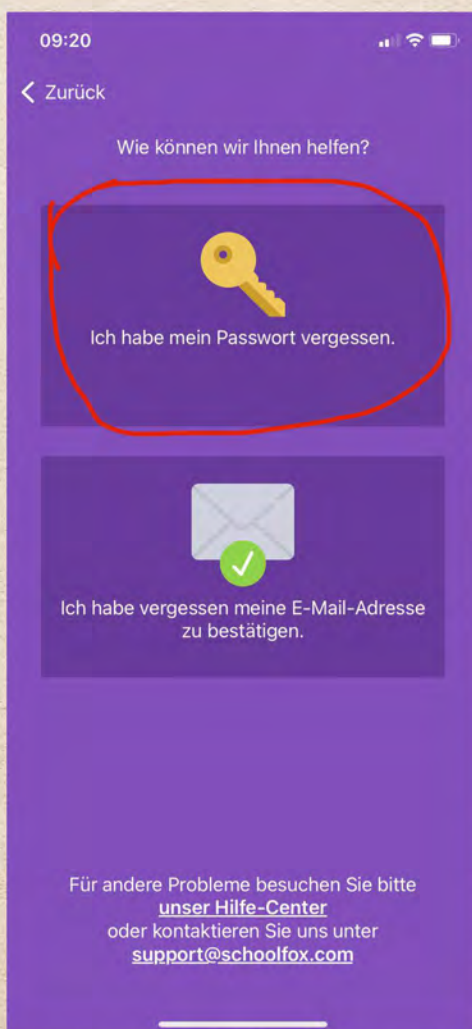 09:20
Zurück
Wie können wir Ihnen helfen?
Ich habe mein Passwort vergessen.
Ich habe vergessen meine E-Mail-Adresse
zu bestätigen.
Für andere Probleme besuchen Sie bitte
unser Hilfe-Center
oder kontaktieren Sie uns unter
support@schoolfox.com